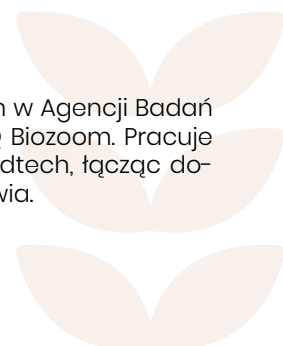 w Agencji Badań
Biozoom. Pracuje
dtech, łącząc do-
wia.